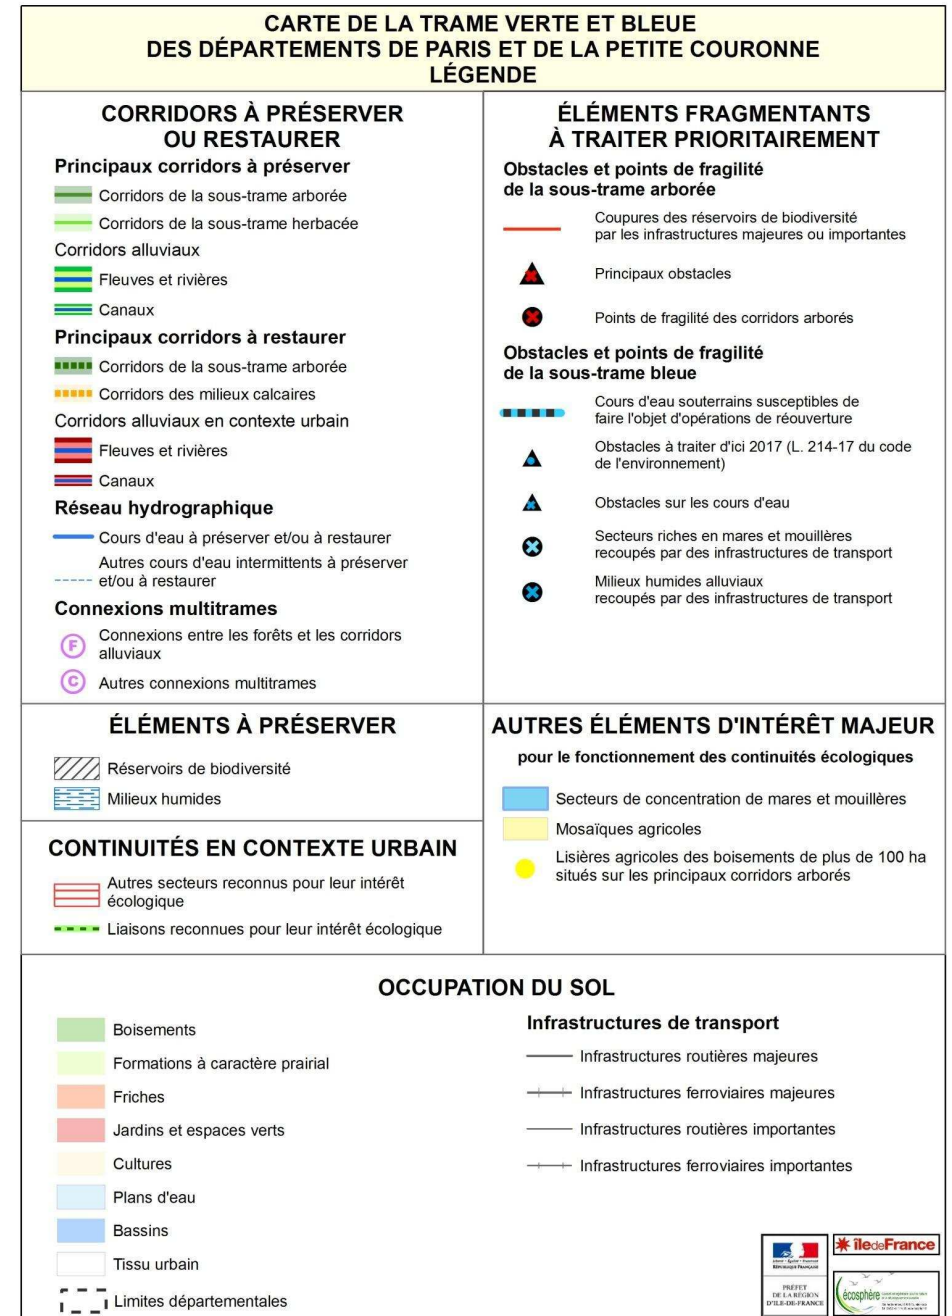 CARTE DE LA TRAME VERTE ET BLEUE
DES DÉPARTEMENTS DE PARIS ET DE LA PETITE COURONNE
LÉGENDE
CORRIDORS À PRÉSERVER
OU RESTAURER
Principaux corridors à préserver
Corridors de la sous-trame arborée
Corridors de la sous-trame herbacée
Corridors alluviaux
Fleuves et rivières
Canaux
Principaux corridors à restaurer
Corridors de la sous-trame arborée
Corridors des milieux calcaires
Corridors alluviaux en contexte urbain
Fleuves et rivières
Canaux
Réseau hydrographique
Cours d'eau à préserver et/ou à restaurer
Autres cours d'eau intermittents à préserver
et/ou à restaurer
Connexions multitrames
F
Connexions entre les forêts et les corridors
alluviaux
C
Autres connexions multitrames
ÉLÉMENTS FRAGMENTANTS
À TRAITER PRIORITAIREMENT
Obstacles et points de fragilité
de la sous-trame arborée
Coupures des réservoirs de biodiversité
par les infrastructures majeures ou importantes
Principaux obstacles
Points de fragilité des corridors arborés
Obstacles et points de fragilité
de la sous-trame bleue
Cours d'eau souterrains susceptibles de
faire l'objet d'opérations de réouverture
Obstacles à traiter d'ici 2017 (L. 214-17 du code
de l'environnement)
Obstacles sur les cours d'eau
Secteurs riches en mares et mouillères
recoupés par des infrastructures de transport
Milieux humides alluviaux
recoupés par des infrastructures de transport
ÉLÉMENTS À PRÉSERVER
Réservoirs de biodiversité
Milieux humides
CONTINUITÉS EN CONTEXTE URBAIN
Autres secteurs reconnus pour leur intérêt
écologique
Liaisons reconnues pour leur intérêt écologique
AUTRES ÉLÉMENTS D'INTÉRÊT MAJEUR
pour le fonctionnement des continuités écologiques
Secteurs de concentration de mares et mouillères
Mosaïques agricoles
Lisières agricoles des boisements de plus de 100 ha
situés sur les principaux corridors arborés
OCCUPATION DU SOL
Boisements
Formations à caractère prairial
Friches
Jardins et espaces verts
Cultures
Plans d'eau
Bassins
Tissu urbain
Limites départementales
Infrastructures de transport
Infrastructures routières majeures
Infrastructures ferroviaires majeures
Infrastructures routières importantes
Infrastructures ferroviaires importantes
RÉPUBLIQUE FRANÇAISE
PRÉFET
DE LA RÉGION
D'ILE-DE-FRANCE
îledeFrance
écosphère